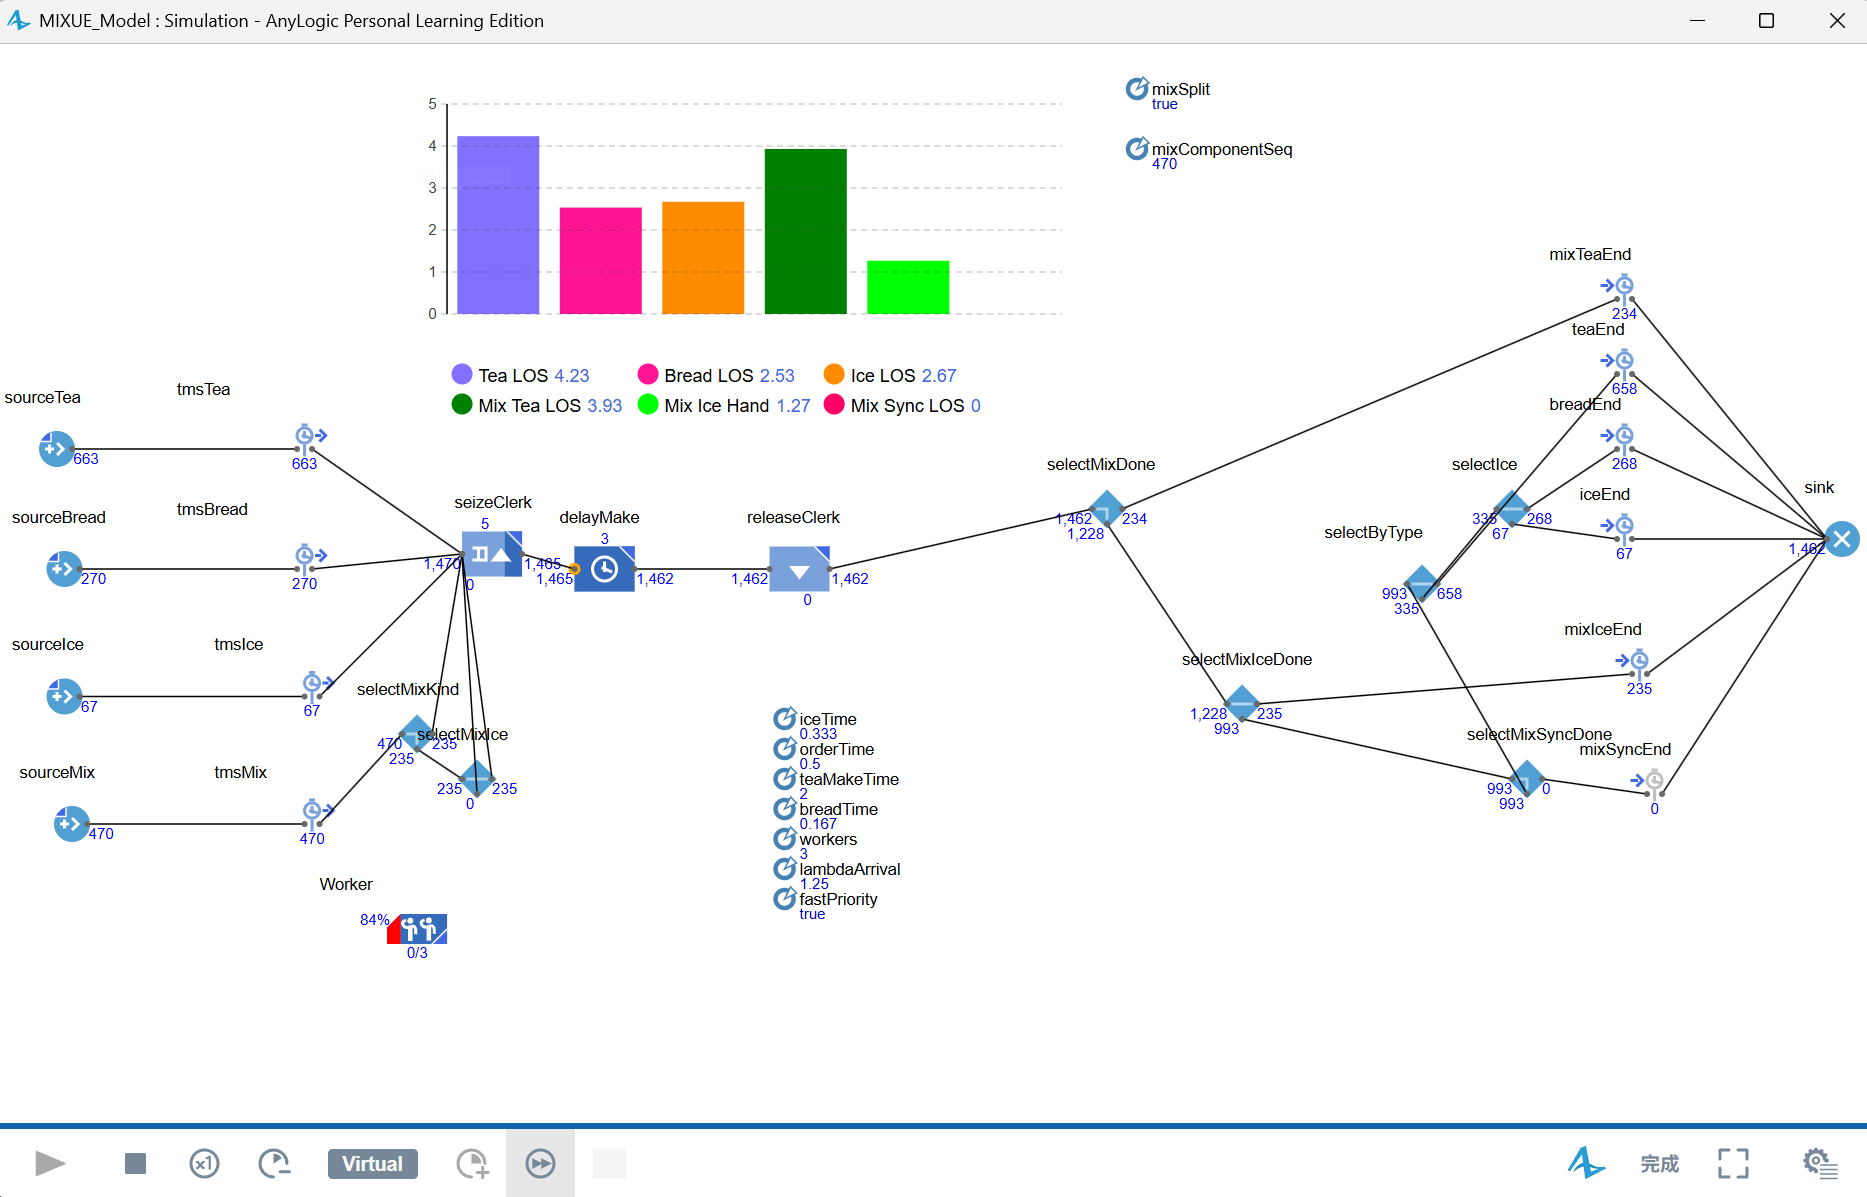 MIXUE_Model : Simulation - AnyLogic Personal Learning Edition
mixSplit
true
mixComponentSeq
470
5
4
3
2
1
0
Tea LOS 4.23
Bread LOS 2.53
Ice LOS 2.67
Mix Tea LOS 3.93
Mix Ice Hand 1.27
Mix Sync LOS 0
sourceTea
663
tmsTea
663
sourceBread
270
tmsBread
270
sourceIce
67
tmsIce
67
sourceMix
470
tmsMix
470
selectMixKind
470
235
235
selectMixIce
235
235
0
seizeClerk
5
1,470
1,465
0
delayMake
3
1,465
1,462
releaseClerk
1,462
1,462
0
Worker
84%
0/3
iceTime
0.333
orderTime
0.5
teaMakeTime
2
breadTime
0.167
workers
3
lambdaArrival
1.25
fastPriority
true
selectMixDone
1,462
234
1,228
selectMixIceDone
1,228
235
993
selectMixSyncDone
993
0
993
selectByType
993
658
335
selectIce
335
268
67
mixTeaEnd
234
teaEnd
658
breadEnd
268
iceEnd
67
mixIceEnd
235
mixSyncEnd
0
sink
1,462
x1
Virtual
完成